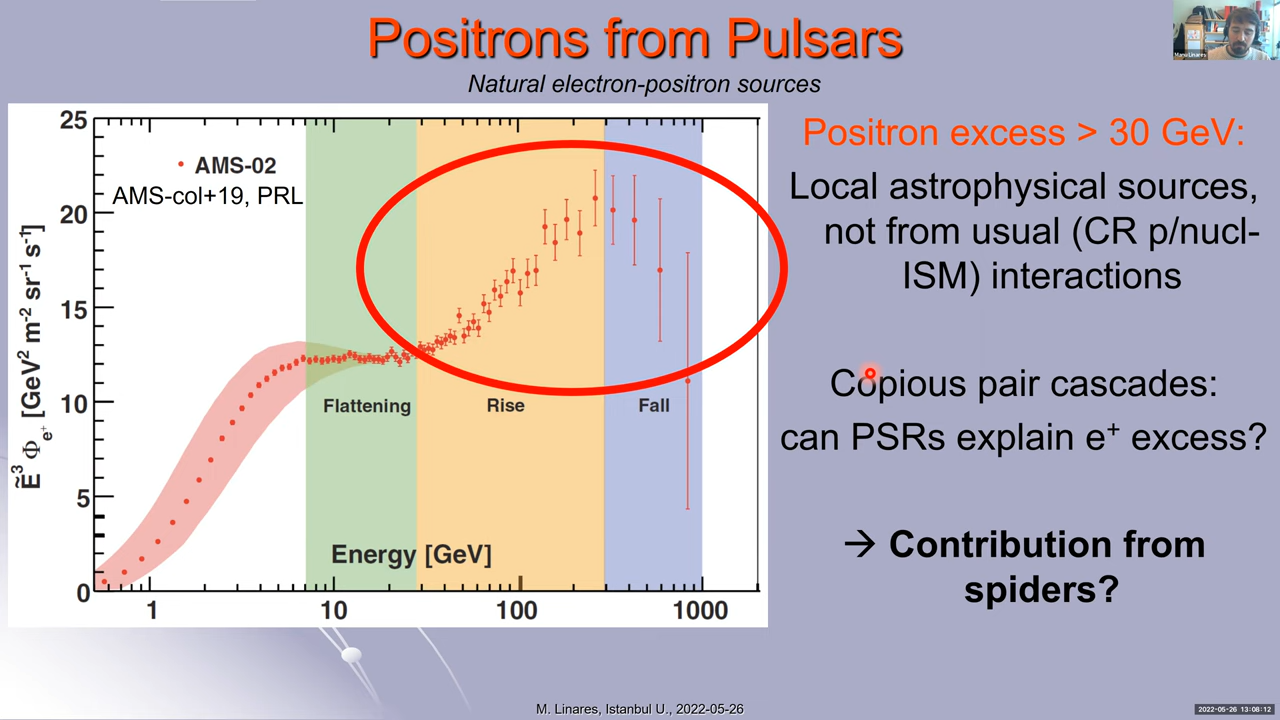 Positrons from Pulsars
Natural electron-positron sources
Manu Linares
25
20
15
10
5
0
Ẽ³ Φe⁺ [GeV² m⁻² sr⁻¹ s⁻¹]
AMS-02
AMS-col+19, PRL
Flattening
Rise
Fall
Energy [GeV]
1
10
100
1000
Positron excess > 30 GeV:
Local astrophysical sources,
not from usual (CR p/nucl-
ISM) interactions
Copious pair cascades:
can PSRs explain e⁺ excess?
→ Contribution from
spiders?
M. Linares, Istanbul U., 2022-05-26
2022-05-26 13:08:12